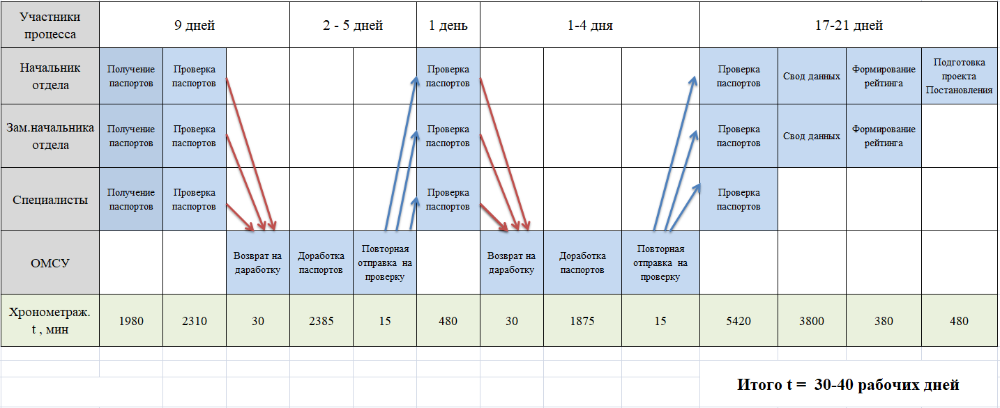 Участники
процесса
9 дней
2 - 5 дней
1 день
1-4 дня
17-21 дней
Начальник
отдела
Получение
паспортов
Проверка
паспортов
Проверка
паспортов
Проверка
паспортов
Свод данных
Формирование
рейтинга
Подготовка
проекта
Постановления
Зам.начальника
отдела
Получение
паспортов
Проверка
паспортов
Проверка
паспортов
Проверка
паспортов
Свод данных
Формирование
рейтинга
Специалисты
Получение
паспортов
Проверка
паспортов
Проверка
паспортов
Проверка
паспортов
ОМСУ
Возврат на
даработку
Доработка
паспортов
Повторная
отправка на
проверку
Возврат на
даработку
Доработка
паспортов
Повторная
отправка на
проверку
Хронометраж.
t , мин
1980
2310
30
2385
15
480
30
1875
15
5420
3800
380
480
Итого t = 30-40 рабочих дней